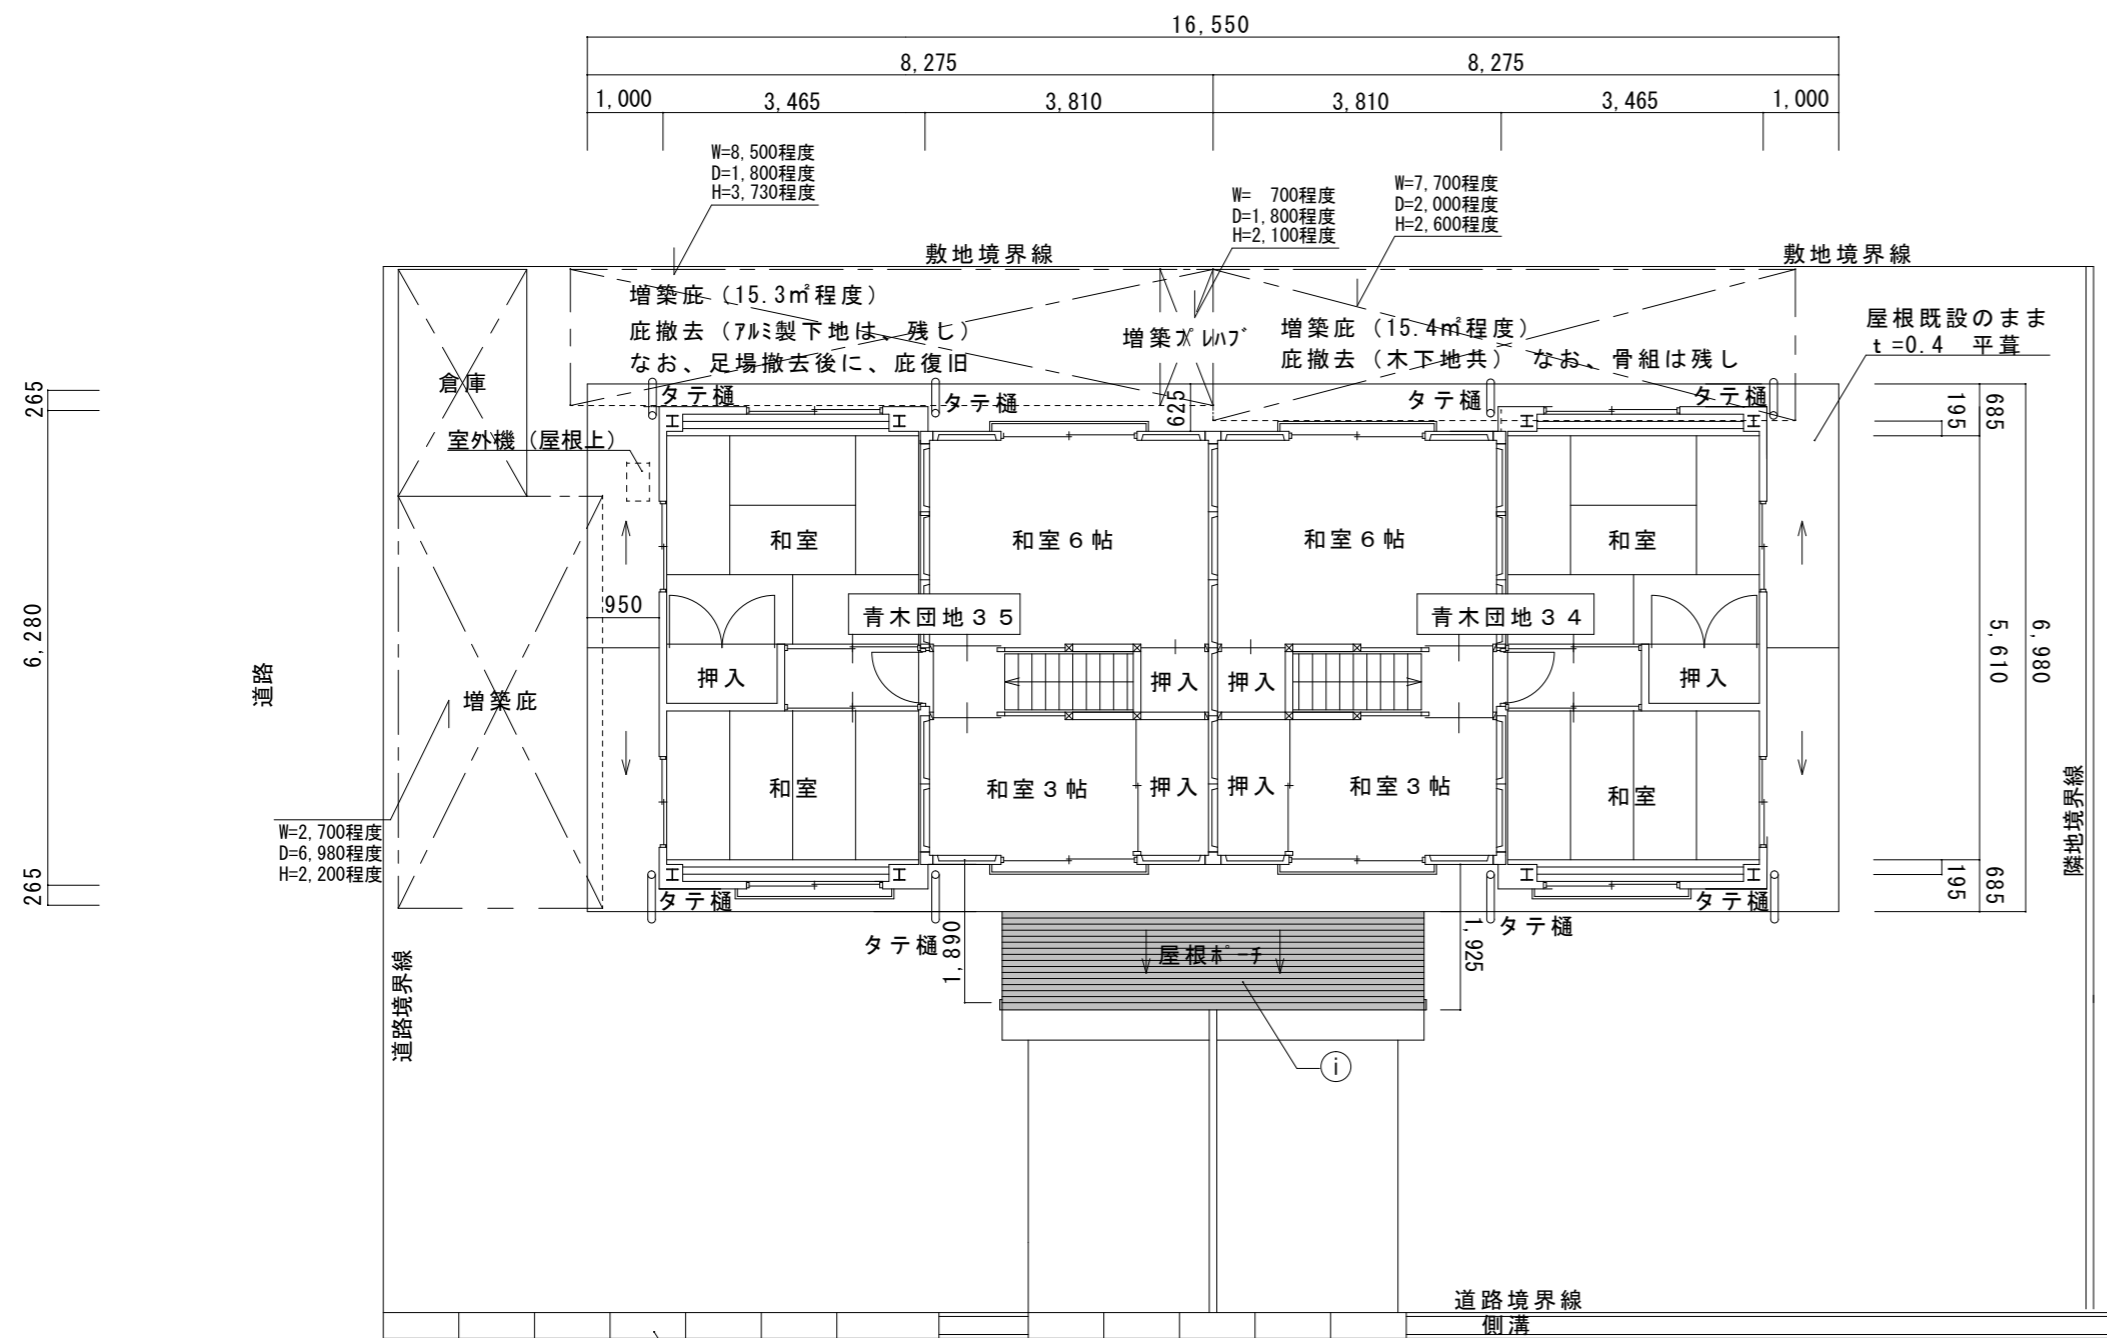 16,550
8,275
8,275
1,000
3,465
3,810
3,810
3,465
1,000
W=8,500程度
D=1,800程度
H=3,730程度
W= 700程度
D=1,800程度
H=2,100程度
W=7,700程度
D=2,000程度
H=2,600程度
敷地境界線
敷地境界線
増築庇（15.3㎡程度）
庇撤去（ｱﾙﾐ製下地は、残し）
なお、足場撤去後に、庇復旧
増築ﾌﾟﾚﾊﾌﾞ
増築庇（15.4㎡程度）
庇撤去（木下地共） なお、骨組は残し
屋根既設のまま
t=0.4 平葺
倉庫
タテ樋
タテ樋
625
タテ樋
タテ樋
265
195
685
室外機（屋根上）
和室
和室６帖
和室６帖
和室
950
青木団地３５
青木団地３４
6,280
5,610
6,980
道路
増築庇
押入
押入
押入
押入
和室
和室３帖
押入
押入
和室３帖
和室
隣地境界線
W=2,700程度
D=6,980程度
H=2,200程度
265
195
685
タテ樋
タテ樋
タテ樋
タテ樋
1,890
屋根ﾎﾟｰﾁ
1,925
道路境界線
i
道路境界線
側溝